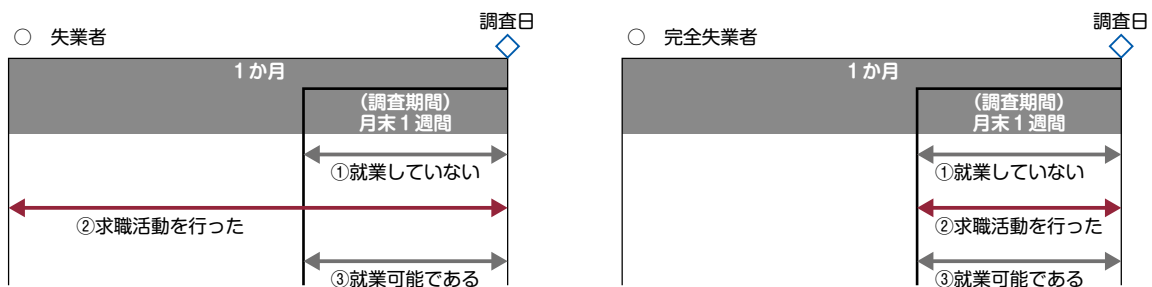 ○ 失業者
調査日
1か月
（調査期間）
月末1週間
①就業していない
②求職活動を行った
③就業可能である
○ 完全失業者
調査日
1か月
（調査期間）
月末1週間
①就業していない
②求職活動を行った
③就業可能である